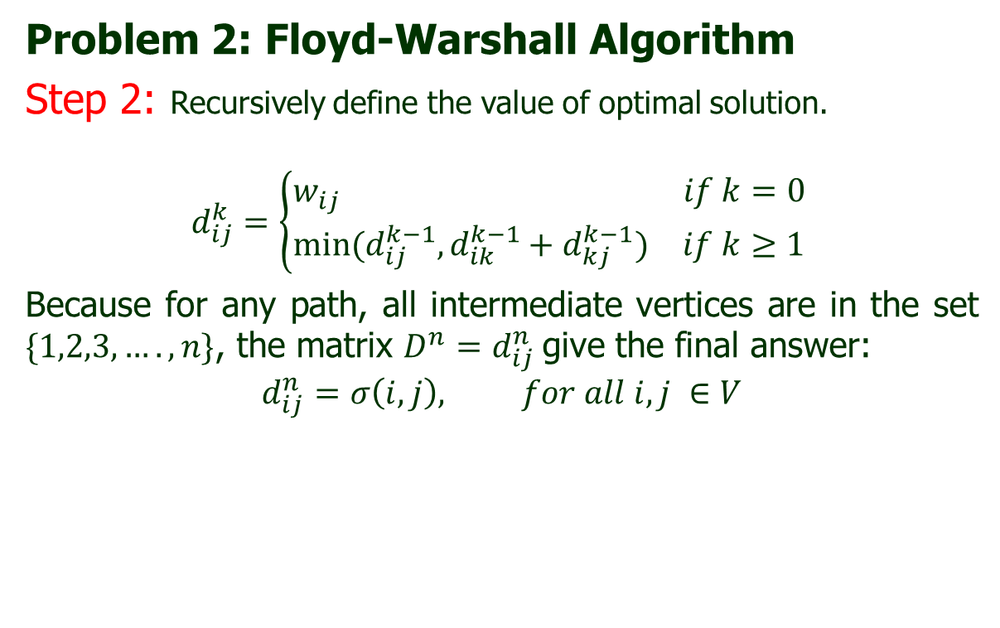 Problem 2: Floyd-Warshall Algorithm
Step 2: Recursively define the value of optimal solution.
$d_{ij}^{k} = \begin{cases} w_{ij} & if\ k = 0 \\ \min(d_{ij}^{k-1}, d_{ik}^{k-1} + d_{kj}^{k-1}) & if\ k \geq 1 \end{cases}$
Because for any path, all intermediate vertices are in the set
{1,2,3, … . , n}, the matrix $D^{n} = d_{ij}^{n}$ give the final answer:
$d_{ij}^{n} = \sigma(i,j), \quad for\ all\ i,j\ \in V$